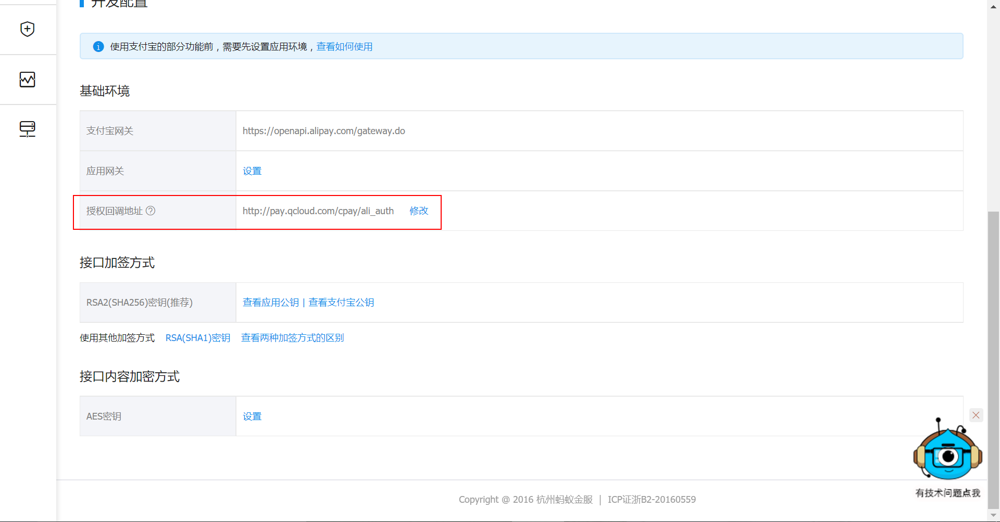 开发配置
使用支付宝的部分功能前，需要先设置应用环境，查看如何使用
基础环境
支付宝网关 https://openapi.alipay.com/gateway.do
应用网关 设置
授权回调地址 ? http://pay.qcloud.com/cpay/ali_auth 修改
接口加签方式
RSA2(SHA256)密钥(推荐) 查看应用公钥 | 查看支付宝公钥
使用其他加签方式 RSA(SHA1)密钥 查看两种加签方式的区别
接口内容加密方式
AES密钥 设置
有技术问题点我
Copyright @ 2016 杭州蚂蚁金服 | ICP证浙B2-20160559